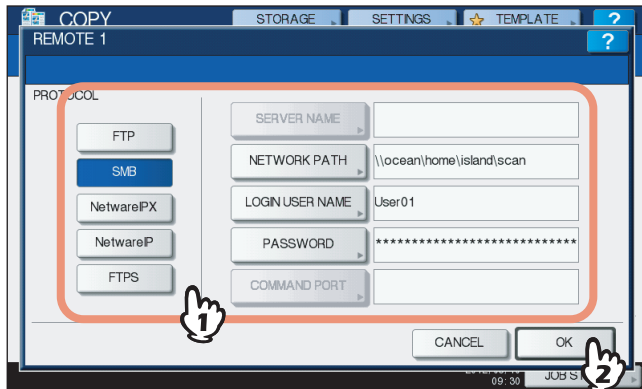 COPY
STORAGE
SETTINGS
TEMPLATE
?
REMOTE 1
?
PROTOCOL
FTP
SMB
NetwareIPX
NetwareIP
FTPS
SERVER NAME
NETWORK PATH
\\ocean\home\island\scan
LOGIN USER NAME
User01
PASSWORD
****************************
COMMAND PORT
1
CANCEL
OK
2
09:30
JOB ST